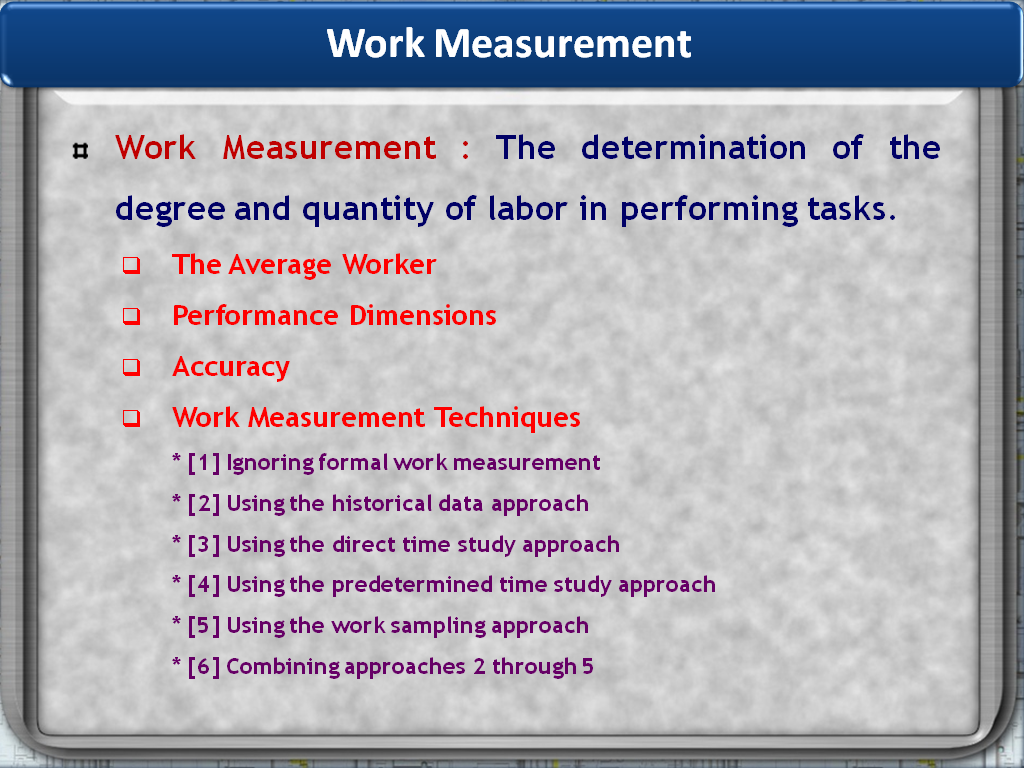 Work Measurement
¤ Work Measurement : The determination of the
degree and quantity of labor in performing tasks.
❑ The Average Worker
❑ Performance Dimensions
❑ Accuracy
❑ Work Measurement Techniques
* [1] Ignoring formal work measurement
* [2] Using the historical data approach
* [3] Using the direct time study approach
* [4] Using the predetermined time study approach
* [5] Using the work sampling approach
* [6] Combining approaches 2 through 5